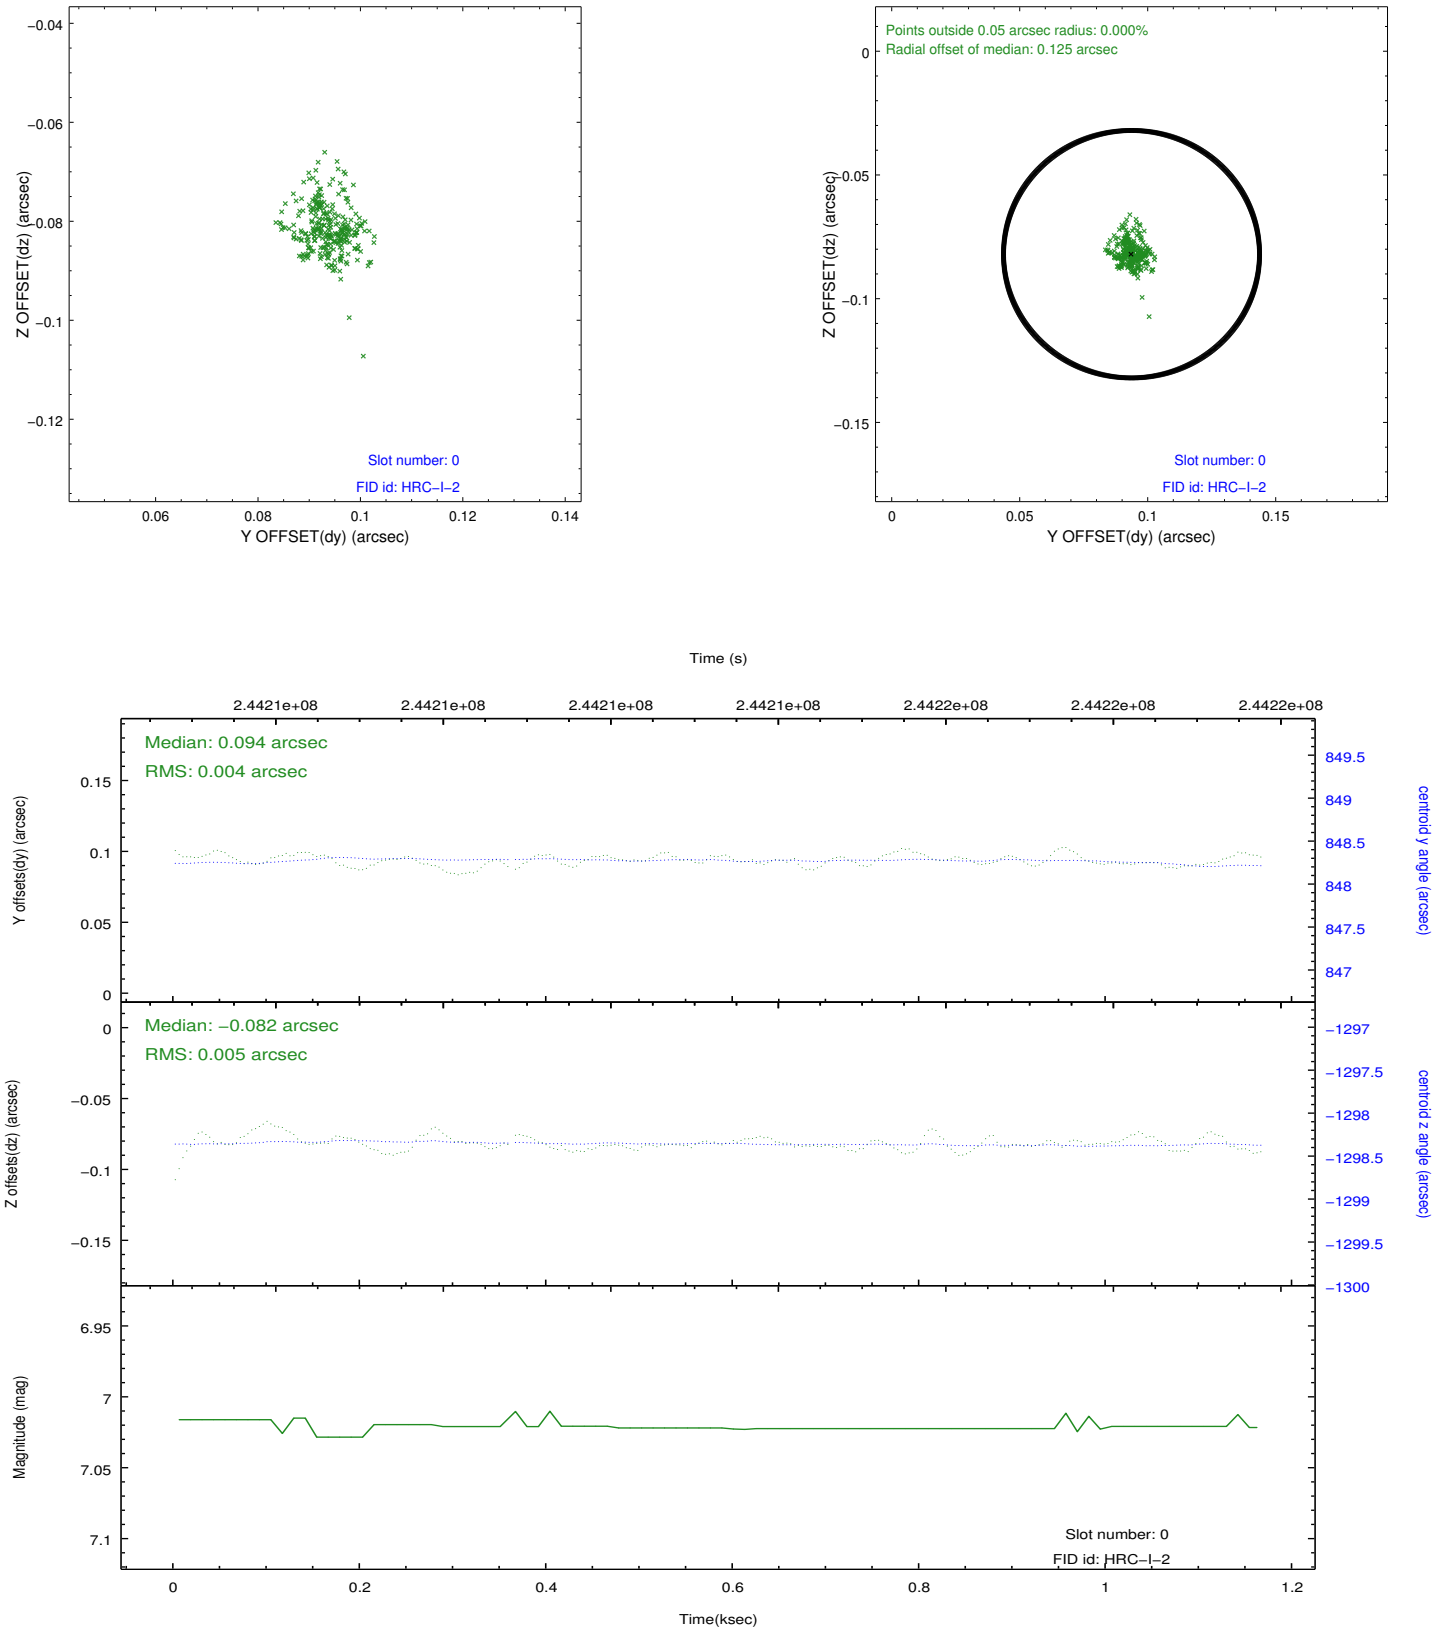 −0.04
−0.06
−0.08
−0.1
−0.12
Z OFFSET(dz) (arcsec)
Slot number: 0
FID id: HRC−I−2
0.06 0.08 0.1 0.12 0.14
Y OFFSET(dy) (arcsec)
Points outside 0.05 arcsec radius: 0.000%
Radial offset of median: 0.125 arcsec
0
−0.05
−0.1
−0.15
Z OFFSET(dz) (arcsec)
Slot number: 0
FID id: HRC−I−2
0 0.05 0.1 0.15
Y OFFSET(dy) (arcsec)
Time (s)
2.4421e+08 2.4421e+08 2.4421e+08 2.4421e+08 2.4422e+08 2.4422e+08 2.4422e+08
Median: 0.094 arcsec
RMS: 0.004 arcsec
0.15
0.1
0.05
0
Y offsets(dy) (arcsec)
849.5
849
848.5
848
847.5
847
centroid y angle (arcsec)
Median: −0.082 arcsec
RMS: 0.005 arcsec
0
−0.05
−0.1
−0.15
Z offsets(dz) (arcsec)
−1297
−1297.5
−1298
−1298.5
−1299
−1299.5
−1300
centroid z angle (arcsec)
6.95
7
7.05
7.1
Magnitude (mag)
Slot number: 0
FID id: HRC−I−2
0 0.2 0.4 0.6 0.8 1 1.2
Time(ksec)